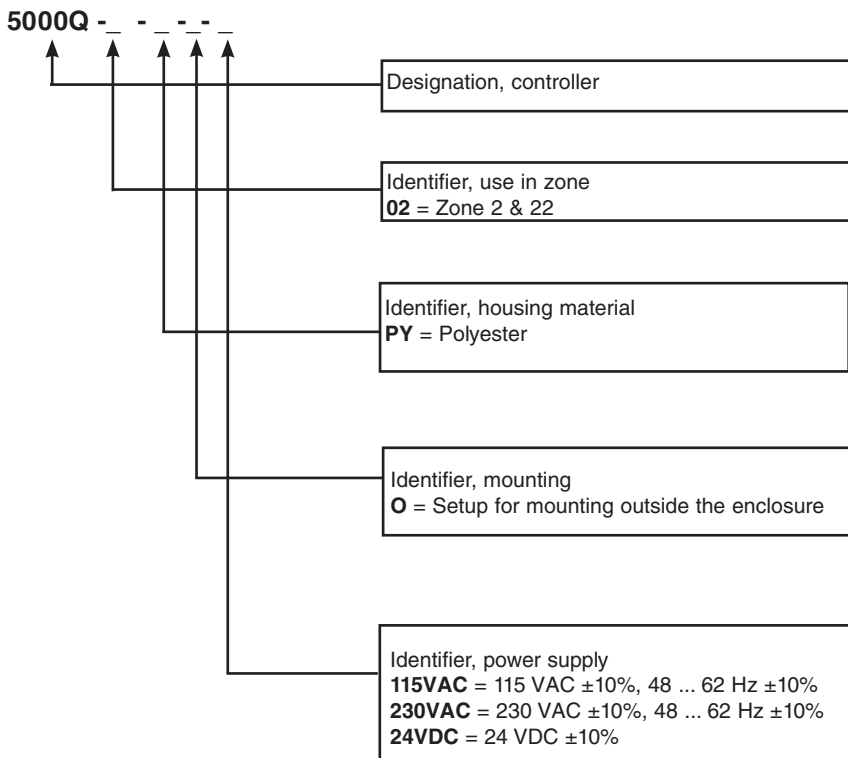 5000Q -_ - _ -_- _
Designation, controller
Identifier, use in zone
02 = Zone 2 & 22
Identifier, housing material
PY = Polyester
Identifier, mounting
O = Setup for mounting outside the enclosure
Identifier, power supply
115VAC = 115 VAC ±10%, 48 ... 62 Hz ±10%
230VAC = 230 VAC ±10%, 48 ... 62 Hz ±10%
24VDC = 24 VDC ±10%